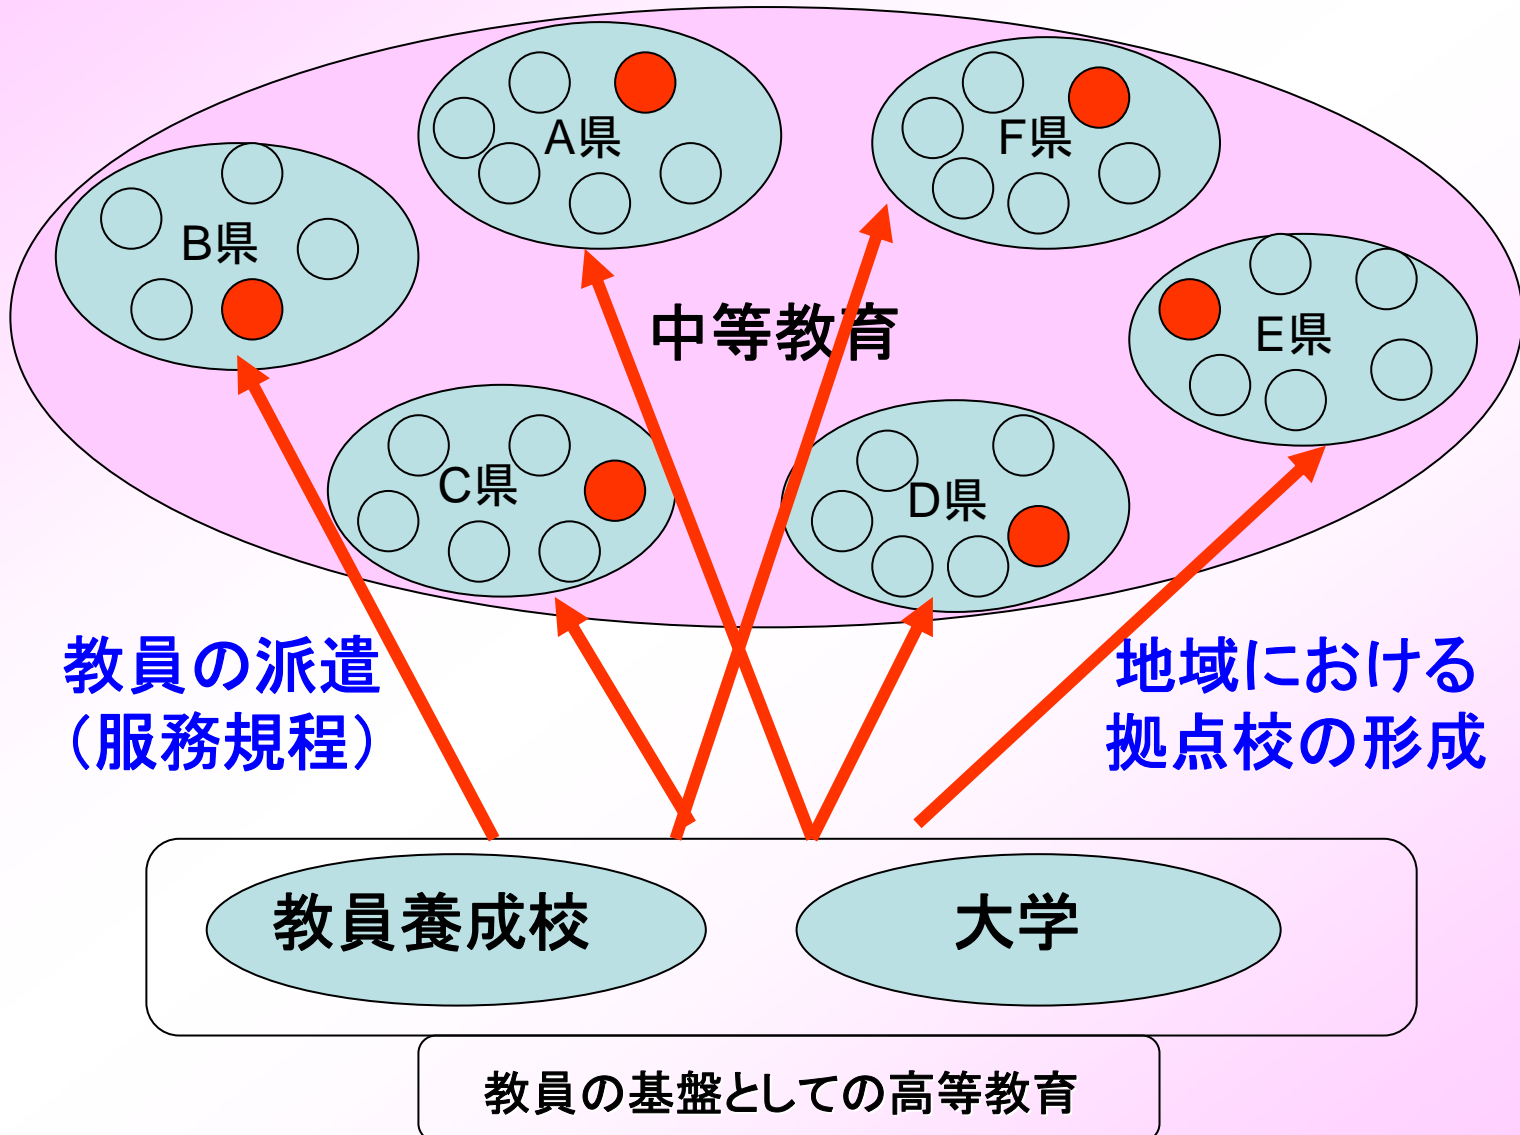 A県
F県
B県
E県
中等教育
C県
D県
教員の派遣
（服務規程）
地域における
拠点校の形成
教員養成校
大学
教員の基盤としての高等教育